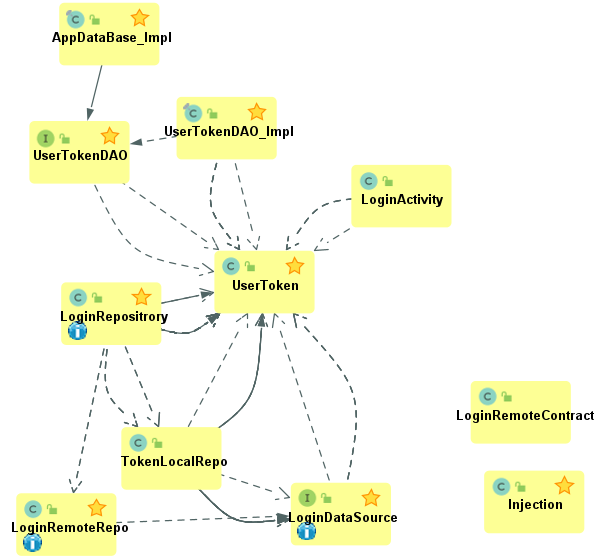 C
AppDataBase_Impl
I
UserTokenDAO
C
UserTokenDAO_Impl
C
LoginActivity
C
UserToken
C
LoginRepositrory
i
C
LoginRemoteContract
C
TokenLocalRepo
C
Injection
C
LoginRemoteRepo
i
I
LoginDataSource
i